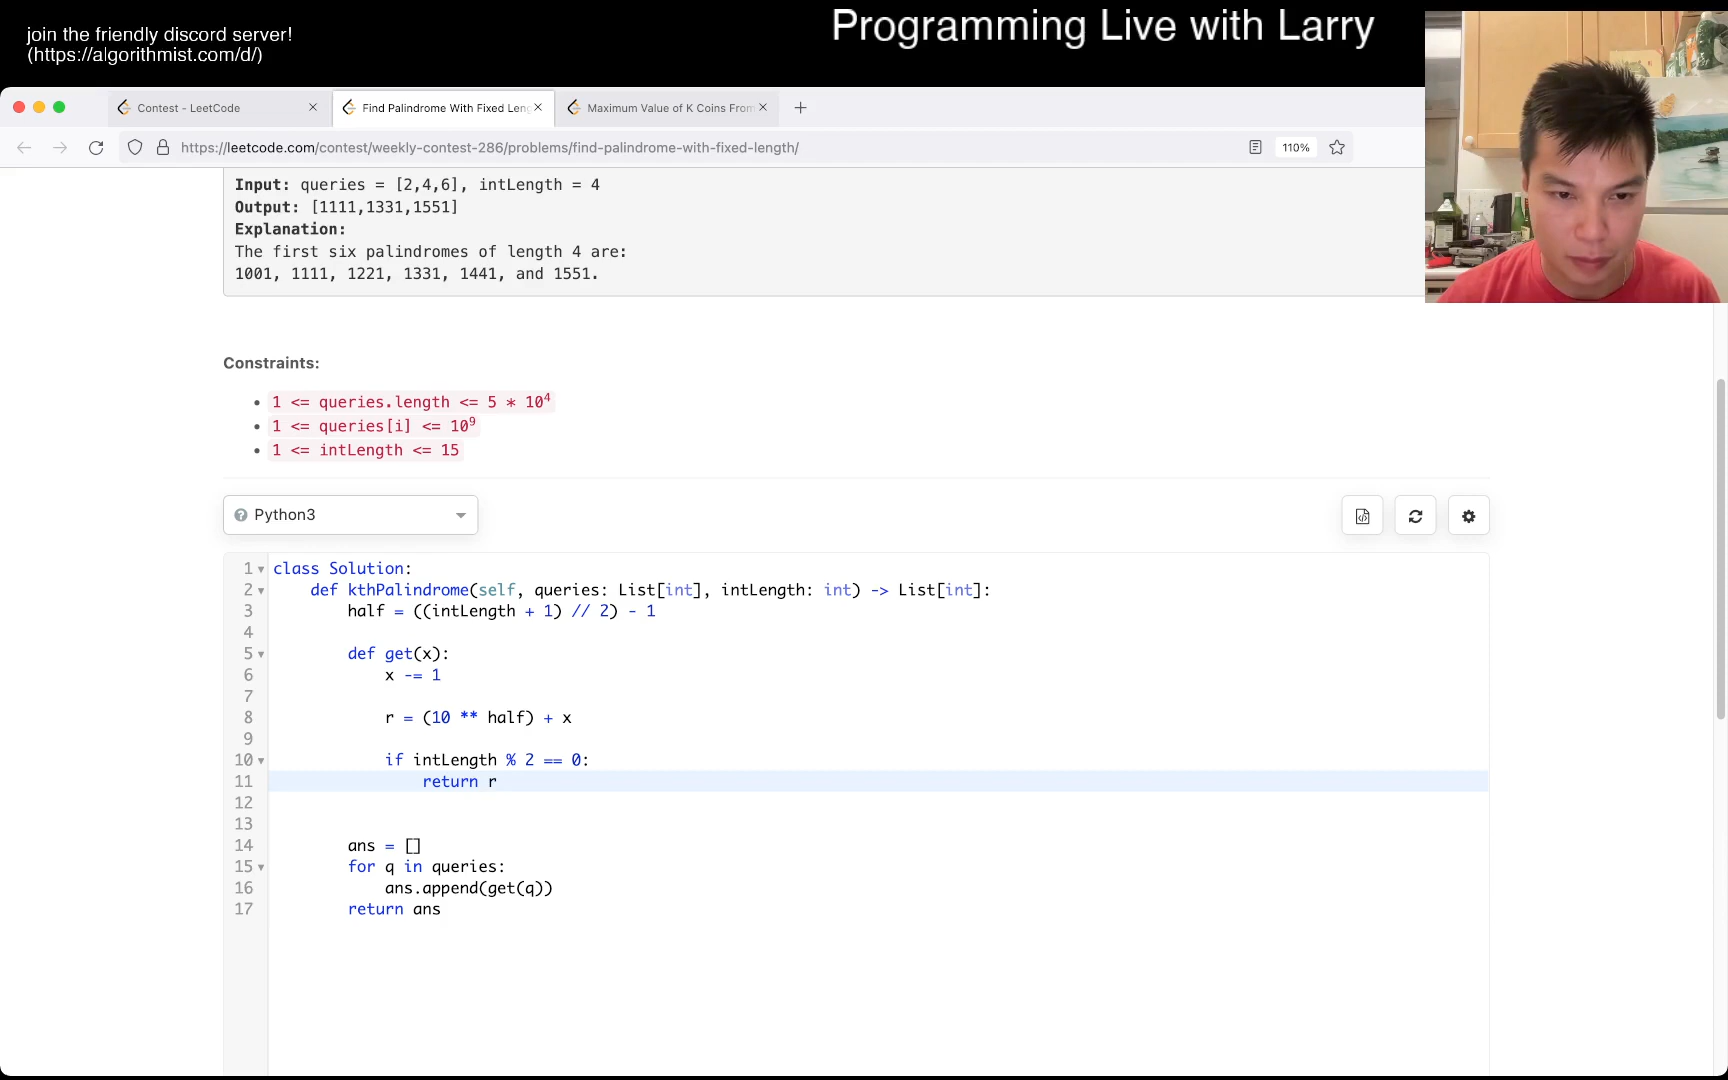 join the friendly discord server!
(https://algorithmist.com/d/)
Programming Live with Larry
Contest - LeetCode
Find Palindrome With Fixed Leng
Maximum Value of K Coins From
https://leetcode.com/contest/weekly-contest-286/problems/find-palindrome-with-fixed-length/
110%
Input: queries = [2,4,6], intLength = 4
Output: [1111,1331,1551]
Explanation:
The first six palindromes of length 4 are:
1001, 1111, 1221, 1331, 1441, and 1551.
Constraints:
• 1 <= queries.length <= 5 * 10⁴
• 1 <= queries[i] <= 10⁹
• 1 <= intLength <= 15
Python3
1 class Solution:
2 def kthPalindrome(self, queries: List[int], intLength: int) -> List[int]:
3 half = ((intLength + 1) // 2) - 1
4
5 def get(x):
6 x -= 1
7
8 r = (10 ** half) + x
9
10 if intLength % 2 == 0:
11 return r
12
13
14 ans = []
15 for q in queries:
16 ans.append(get(q))
17 return ans